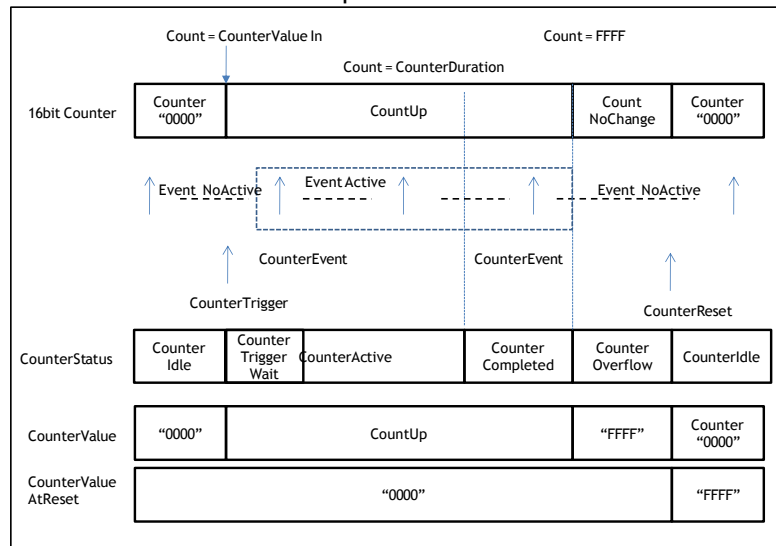 Count = CounterValue In
Count = FFFF
Count = CounterDuration
16bit Counter
Counter
"0000"
CountUp
Count
NoChange
Counter
"0000"
Event NoActive
Event Active
Event NoActive
CounterEvent
CounterEvent
CounterTrigger
CounterReset
CounterStatus
Counter
Idle
Counter
Trigger
Wait
CounterActive
Counter
Completed
Counter
Overflow
CounterIdle
CounterValue
"0000"
CountUp
"FFFF"
Counter
"0000"
CounterValue
AtReset
"0000"
"FFFF"